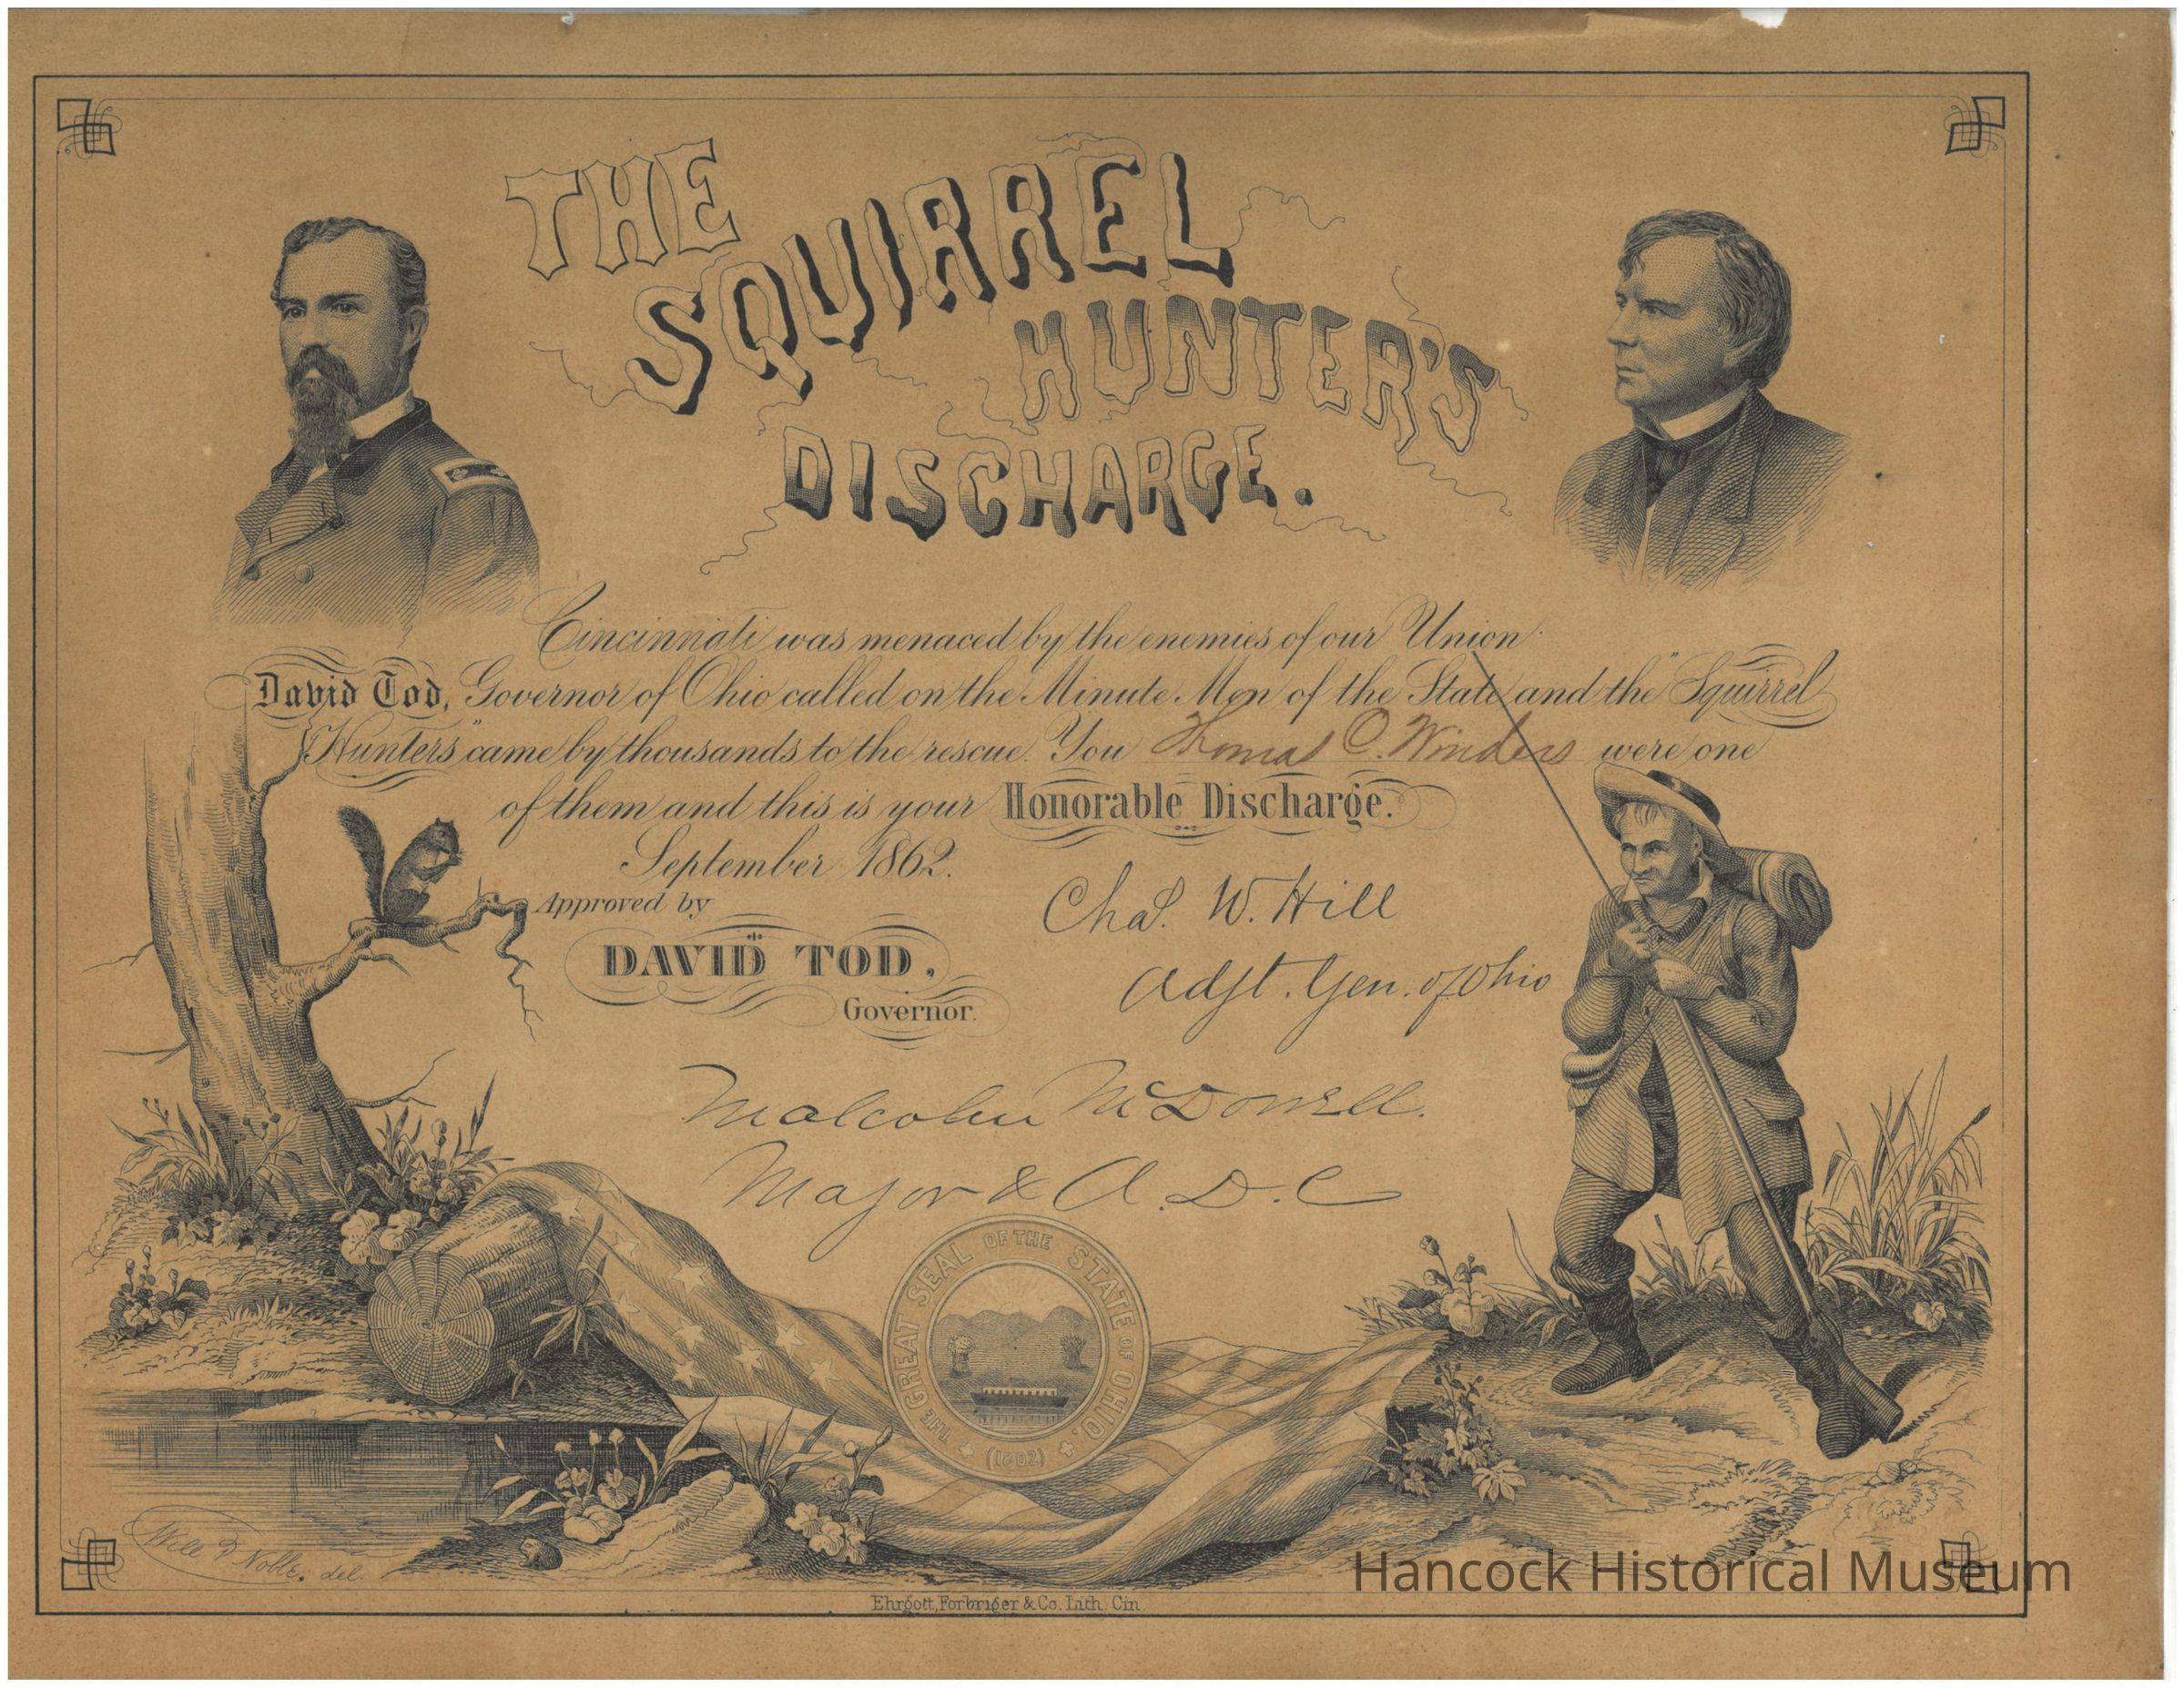 THE
SQUIRREL
HUNTER'S
DISCHARGE.
Cincinnati was menaced by the enemies of our Union
David Tod, Governor of Ohio called on the Minute Men of the State and the "Squirrel
Hunters" came by thousands to the rescue. You Thomas C. Winders were one
of them and this is your Honorable Discharge.
September 1862.
Approved by
DAVID TOD,
Governor.
Chas. W. Hill
Adjt. Gen. of Ohio
Malcolm McDowell.
Major & A.D.C
THE GREAT SEAL OF THE STATE OF OHIO.
(1802)
Will P Noble. del.
Ehrgott, Forbriger & Co. Lith. Cin
Hancock Historical Museum